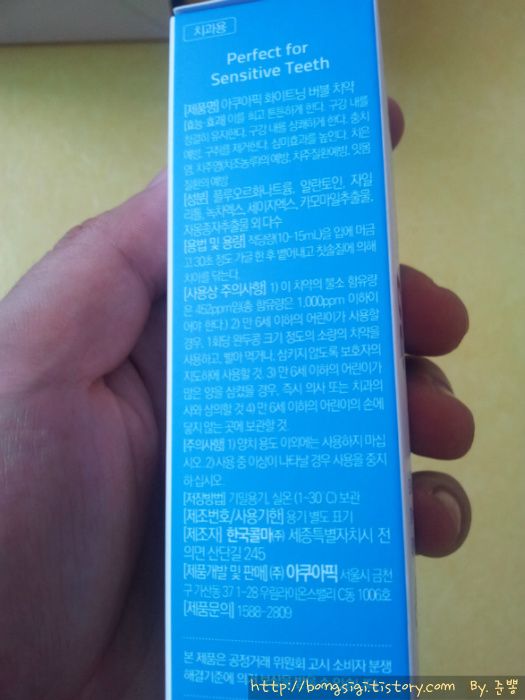 치과용
Perfect for
Sensitive Teeth
[제품명] 아쿠아픽 화이트닝 버블 치약
[효능·효과] 이를 희고 튼튼하게 한다. 구강 내를
청결히 유지한다. 구강 내를 상쾌하게 한다. 충치
예방. 구취를 제거한다. 심미효과를 높인다. 치은
염, 치주염(치조농루)의 예방, 치주질환예방, 잇몸
질환의 예방
[성분] 플루오르화나트륨, 알란토인, 자일
리톨, 녹차엑스, 세이지엑스, 카모마일추출물,
자몽종자추출물 외 다수
[용법 및 용량] 적당량(10-15mL)을 입에 머금
고 30초 정도 가글 한 후 뱉어내고 칫솔질에 의해
치아를 닦는다.
[사용상 주의사항] 1) 이 치약의 불소 함유량
은 452ppm임(총 함유량은 1,000ppm 이하이
어야 한다.) 2) 만 6세 이하의 어린이가 사용할
경우, 1회당 완두콩 크기 정도의 소량의 치약을
사용하고, 빨아 먹거나, 삼키지 않도록 보호자의
지도하에 사용할 것. 3) 만 6세 이하의 어린이가
많은 양을 삼켰을 경우, 즉시 의사 또는 치과의
사와 상의할 것 4) 만 6세 이하의 어린이의 손에
닿지 않는 곳에 보관할 것.
[주의사항] 1) 양치 용도 이외에는 사용하지 마십
시오. 2) 사용 중 이상이 나타날 경우 사용을 중지
하십시오.
[저장방법] 기밀용기, 실온 (1-30˚C) 보관
[제조번호/사용기한] 용기 별도 표기
[제조자] 한국콜마㈜ 세종특별자치시 전
의면 산단길 245
[제품개발 및 판매] (주) 아쿠아픽 서울시 금천
구 가산동 371-28 우림라이온스밸리 C동 1006호
[제품문의] 1588-2809
본 제품은 공정거래 위원회 고시 소비자 분쟁
해결기준에 의
http://bongsigi.tistory.com By. 준뽕